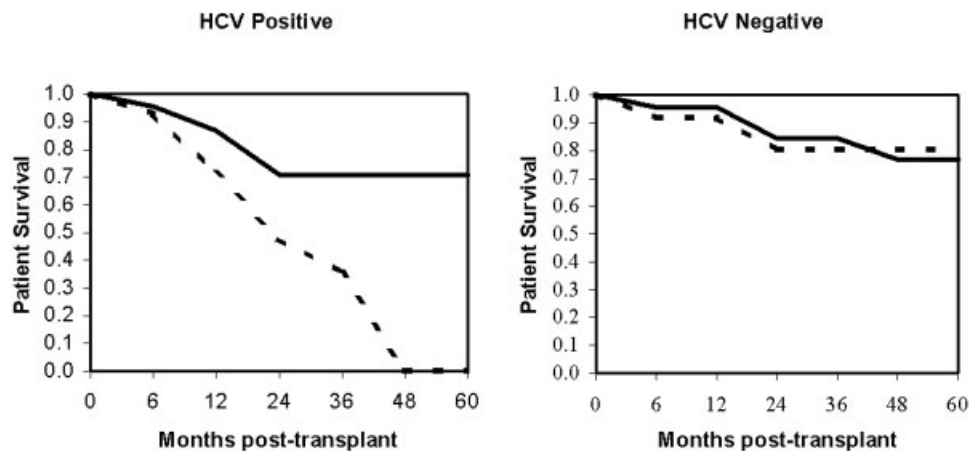 HCV Positive
HCV Negative
Patient Survival
1.0
0.9
0.8
0.7
0.6
0.5
0.4
0.3
0.2
0.1
0.0
0 6 12 24 36 48 60
Months post-transplant
Patient Survival
1.0
0.9
0.8
0.7
0.6
0.5
0.4
0.3
0.2
0.1
0.0
0 6 12 24 36 48 60
Months post-transplant